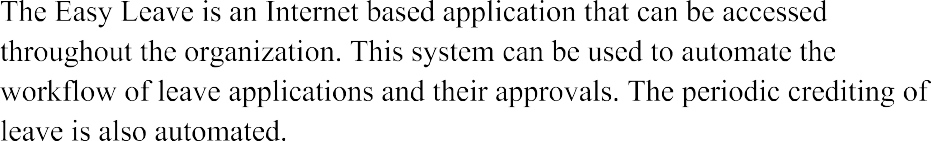 The Easy Leave is an Internet based application that can be accessed
throughout the organization. This system can be used to automate the
workflow of leave applications and their approvals. The periodic crediting of
leave is also automated.